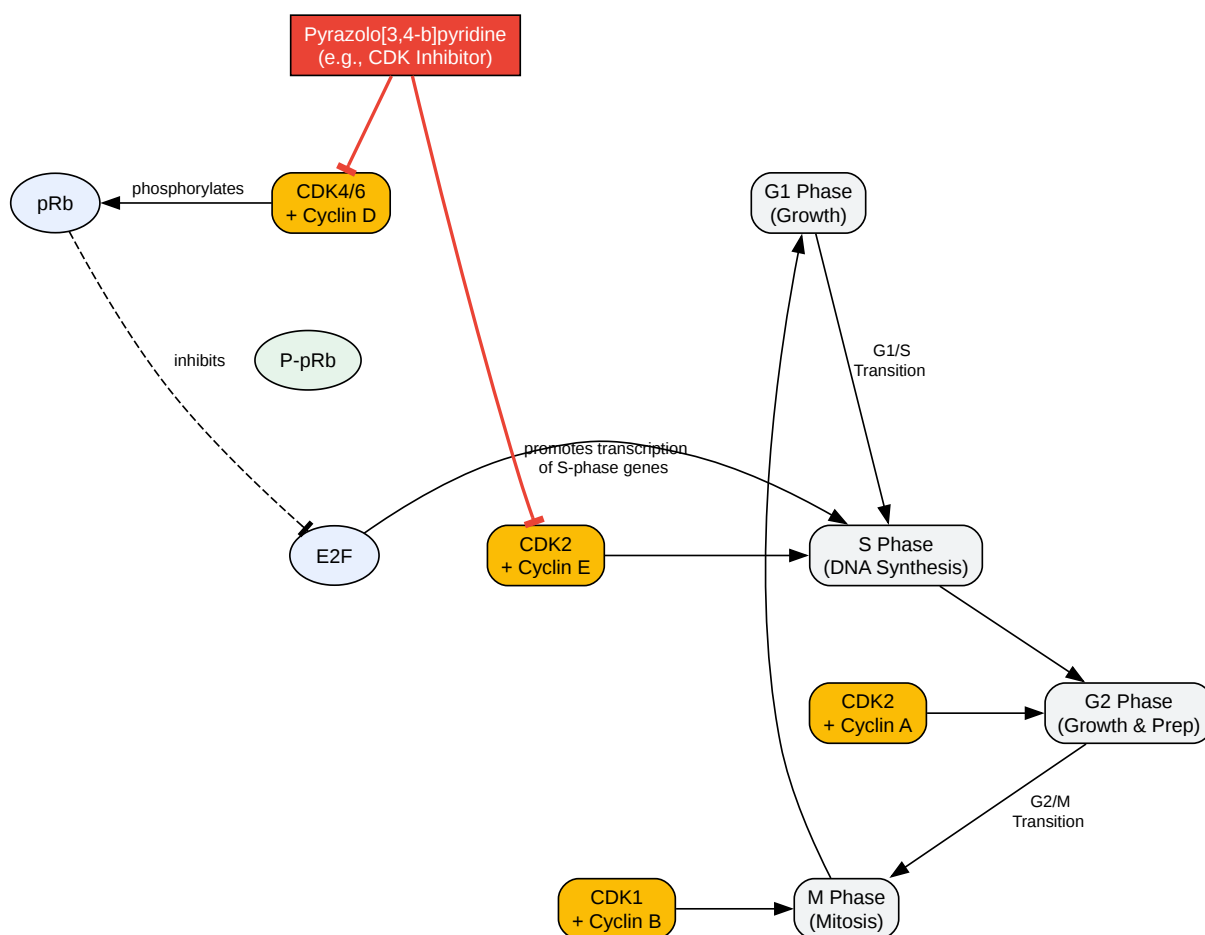 Pyrazolo[3,4-b]pyridine
(e.g., CDK Inhibitor)
pRb
phosphorylates
CDK4/6
+ Cyclin D
G1 Phase
(Growth)
inhibits
P-pRb
G1/S
Transition
promotes transcription
of S-phase genes
E2F
CDK2
+ Cyclin E
S Phase
(DNA Synthesis)
CDK2
+ Cyclin A
G2 Phase
(Growth & Prep)
G2/M
Transition
CDK1
+ Cyclin B
M Phase
(Mitosis)